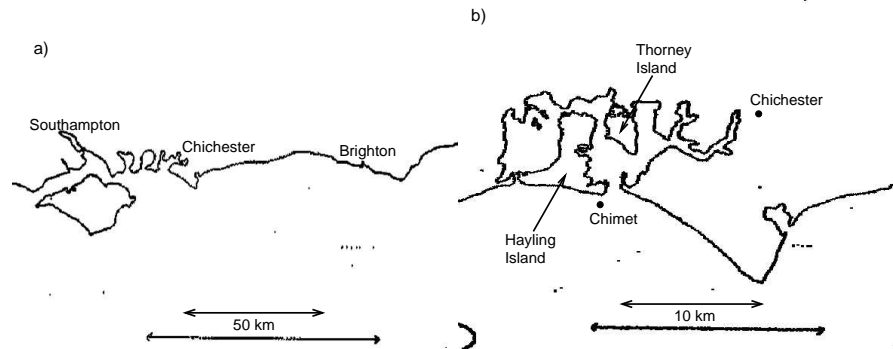 a)
Southampton
Chichester
Brighton
50 km
b)
Thorney
Island
Chichester
Chimet
Hayling
Island
10 km